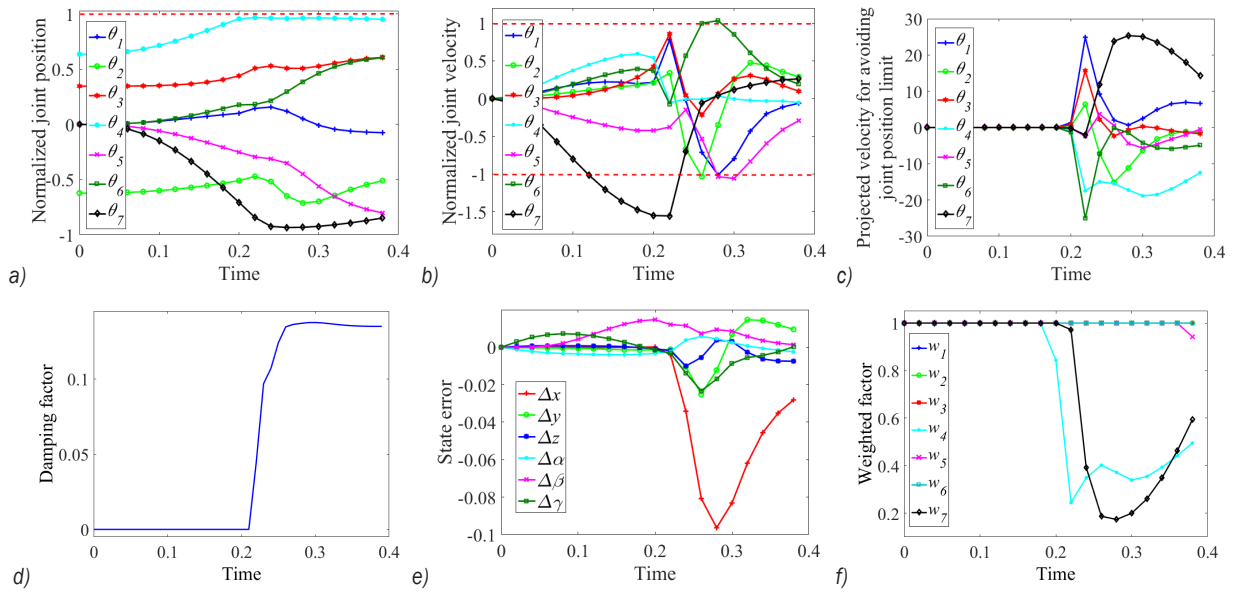 1
0.5
0
-0.5
-1
0 0.1 0.2 0.3 0.4
Time
Normalized joint position
θ1
θ2
θ3
θ4
θ5
θ6
θ7
a)
1
0.5
0
-0.5
-1
-1.5
0 0.1 0.2 0.3 0.4
Time
Normalized joint velocity
θ1
θ2
θ3
θ4
θ5
θ6
θ7
b)
30
20
10
0
-10
-20
-30
0 0.1 0.2 0.3 0.4
Time
Projected velocity for avoiding
joint position limit
θ1
θ2
θ3
θ4
θ5
θ6
θ7
c)
0.1
0.05
0
0 0.1 0.2 0.3 0.4
Time
Damping factor
d)
0
-0.02
-0.04
-0.06
-0.08
-0.1
0 0.1 0.2 0.3 0.4
Time
State error
Δx
Δy
Δz
Δα
Δβ
Δγ
e)
1
0.8
0.6
0.4
0.2
0 0.1 0.2 0.3 0.4
Time
Weighted factor
w1
w2
w3
w4
w5
w6
w7
f)